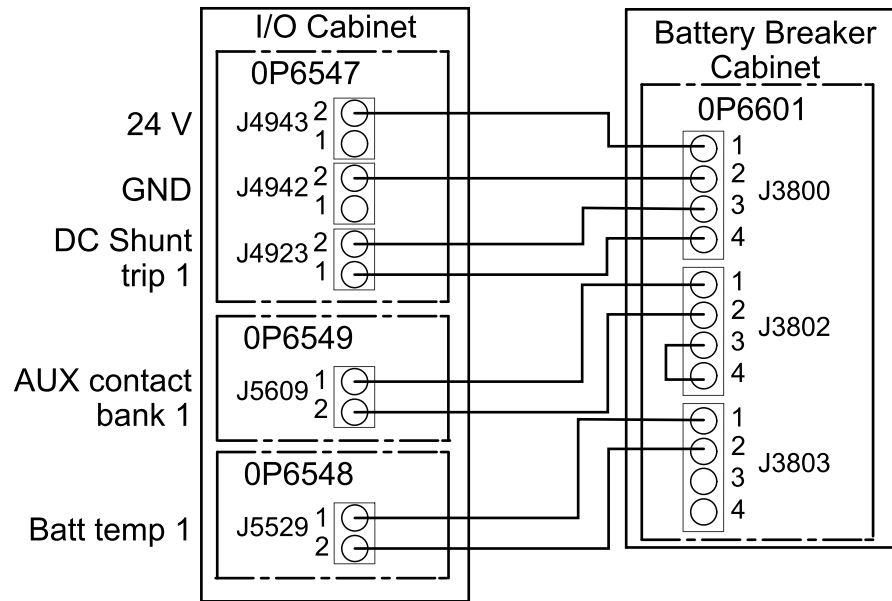 I/O Cabinet
0P6547
24 V
J4943
2
1
GND
J4942
2
1
DC Shunt
trip 1
J4923
2
1
0P6549
AUX contact
bank 1
J5609
1
2
0P6548
Batt temp 1
J5529
1
2
Battery Breaker
Cabinet
0P6601
1
2
3
4
J3800
1
2
3
4
J3802
1
2
3
4
J3803